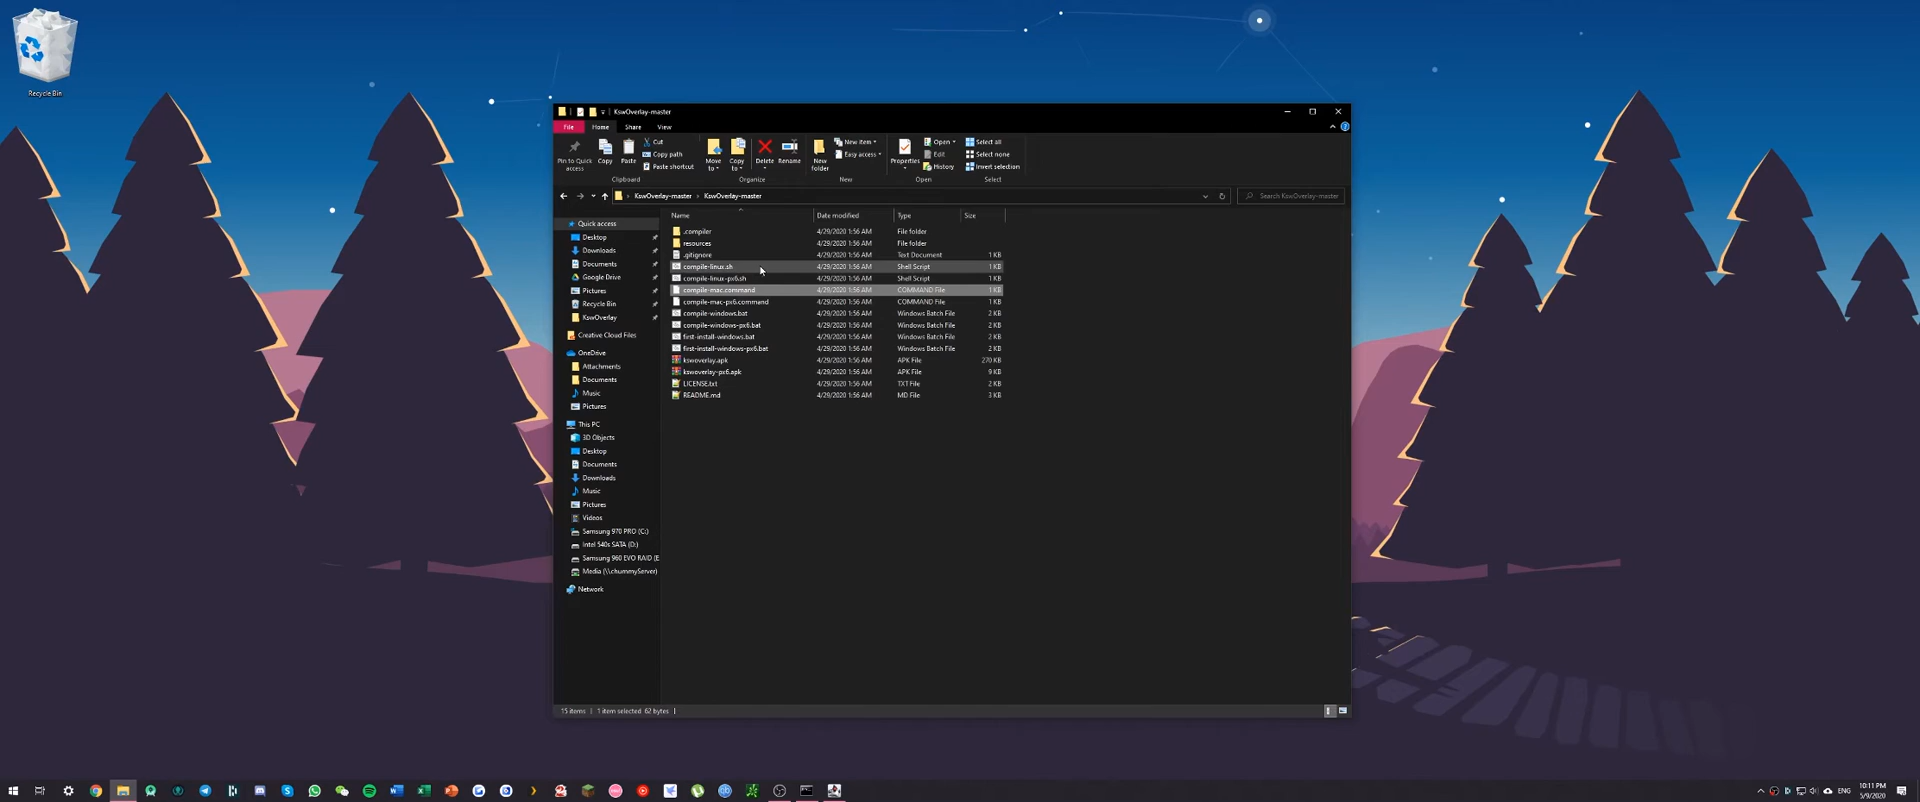 Recycle Bin
KswOverlay-master
File Home Share View
Pin to Quick access
Copy
Paste
Cut
Copy path
Paste shortcut
Clipboard
Move to
Copy to
Delete
Rename
Organize
New folder
New item
Easy access
New
Properties
Open
Edit
History
Open
Select all
Select none
Invert selection
Select
KswOverlay-master › KswOverlay-master
Search KswOverlay-master
Quick access
Desktop
Downloads
Documents
Google Drive
Pictures
Recycle Bin
KswOverlay
Creative Cloud Files
OneDrive
Attachments
Documents
Music
Pictures
This PC
3D Objects
Desktop
Documents
Downloads
Music
Pictures
Videos
Samsung 970 PRO (C:)
Intel 540s SATA (D:)
Samsung 960 EVO RAID (E
Media (\\chummyServer)
Network
Name Date modified Type Size
.compiler 4/29/2020 1:56 AM File folder
resources 4/29/2020 1:56 AM File folder
.gitignore 4/29/2020 1:56 AM Text Document 1 KB
compile-linux.sh 4/29/2020 1:56 AM Shell Script 1 KB
compile-linux-px6.sh 4/29/2020 1:56 AM Shell Script 1 KB
compile-mac.command 4/29/2020 1:56 AM COMMAND File 1 KB
compile-mac-px6.command 4/29/2020 1:56 AM COMMAND File 1 KB
compile-windows.bat 4/29/2020 1:56 AM Windows Batch File 2 KB
compile-windows-px6.bat 4/29/2020 1:56 AM Windows Batch File 2 KB
first-install-windows.bat 4/29/2020 1:56 AM Windows Batch File 2 KB
first-install-windows-px6.bat 4/29/2020 1:56 AM Windows Batch File 2 KB
kswoverlay.apk 4/29/2020 1:56 AM APK File 270 KB
kswoverlay-px6.apk 4/29/2020 1:56 AM APK File 9 KB
LICENSE.txt 4/29/2020 1:56 AM TXT File 2 KB
README.md 4/29/2020 1:56 AM MD File 3 KB
15 items 1 item selected 62 bytes
ENG
10:11 PM
5/9/2020